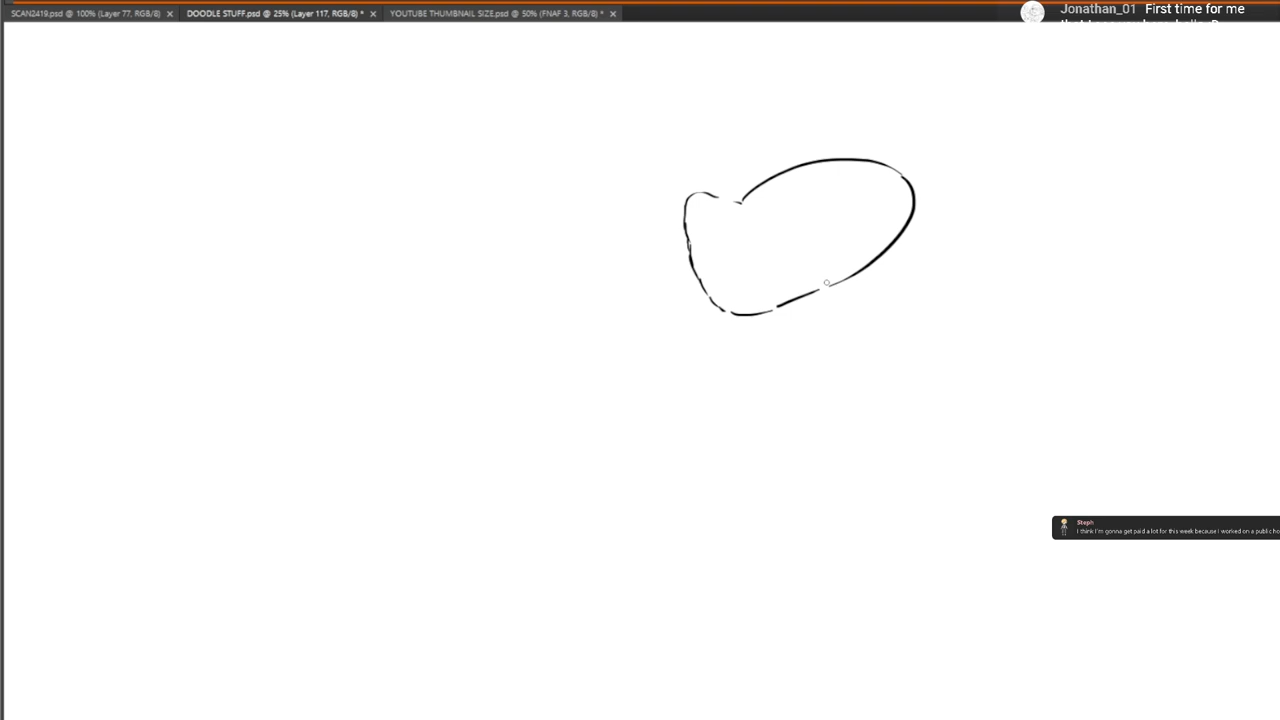 SCAN2419.psd @ 100% (Layer 77, RGB/8)
DOODLE STUFF.psd @ 25% (Layer 117, RGB/8) *
YOUTUBE THUMBNAIL SIZE.psd @ 50% (FNAF 3, RGB/8) *
Jonathan_01 First time for me
Steph
I think I'm gonna get paid a lot for this week because I worked on a public ho